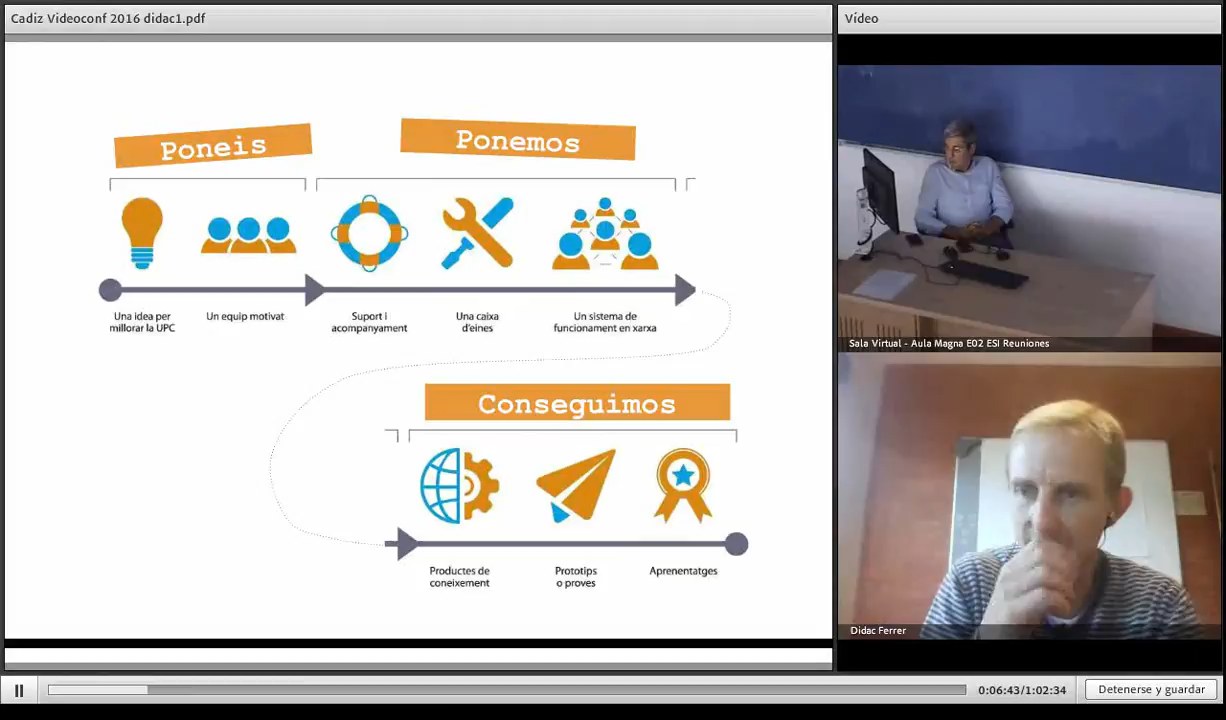 Cadiz Videoconf 2016 didac1.pdf
Vídeo
Poneis
Ponemos
Una idea per
millorar la UPC
Un equip motivat
Suport i
acompanyament
Una caixa
d'eines
Un sistema de
funcionament en xarxa
Conseguimos
Productes de
coneixement
Prototips
o proves
Aprenentatges
Sala Virtual - Aula Magna E02 ESI Reuniones
Didac Ferrer
0:06:43/1:02:34
Detenerse y guardar